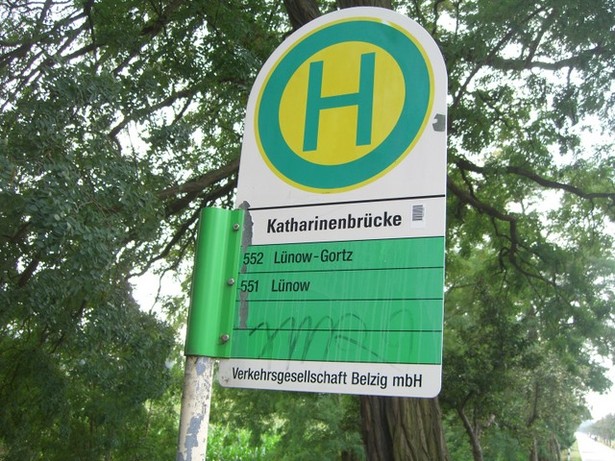 H
Katharinenbrücke
552 Lünow-Gortz
551 Lünow
Verkehrsgesellschaft Belzig mbH